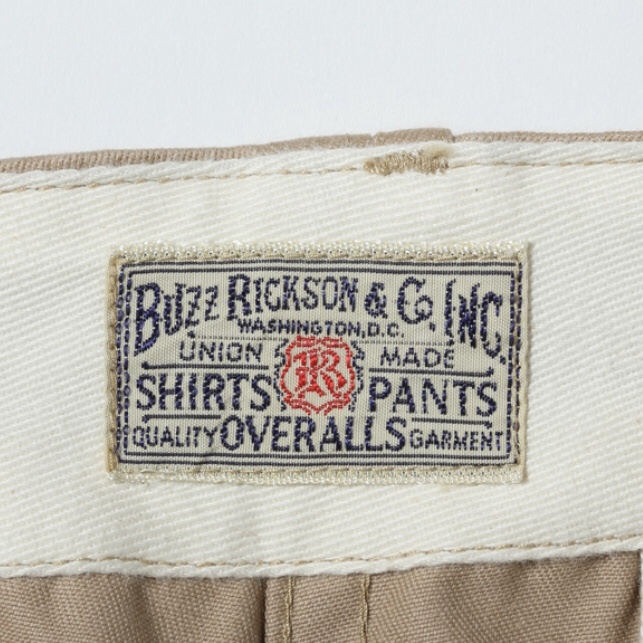 BUZZ RICKSON & Co. INC.
WASHINGTON, D.C.
UNION MADE
R
SHIRTS PANTS
QUALITY OVERALLS GARMENT